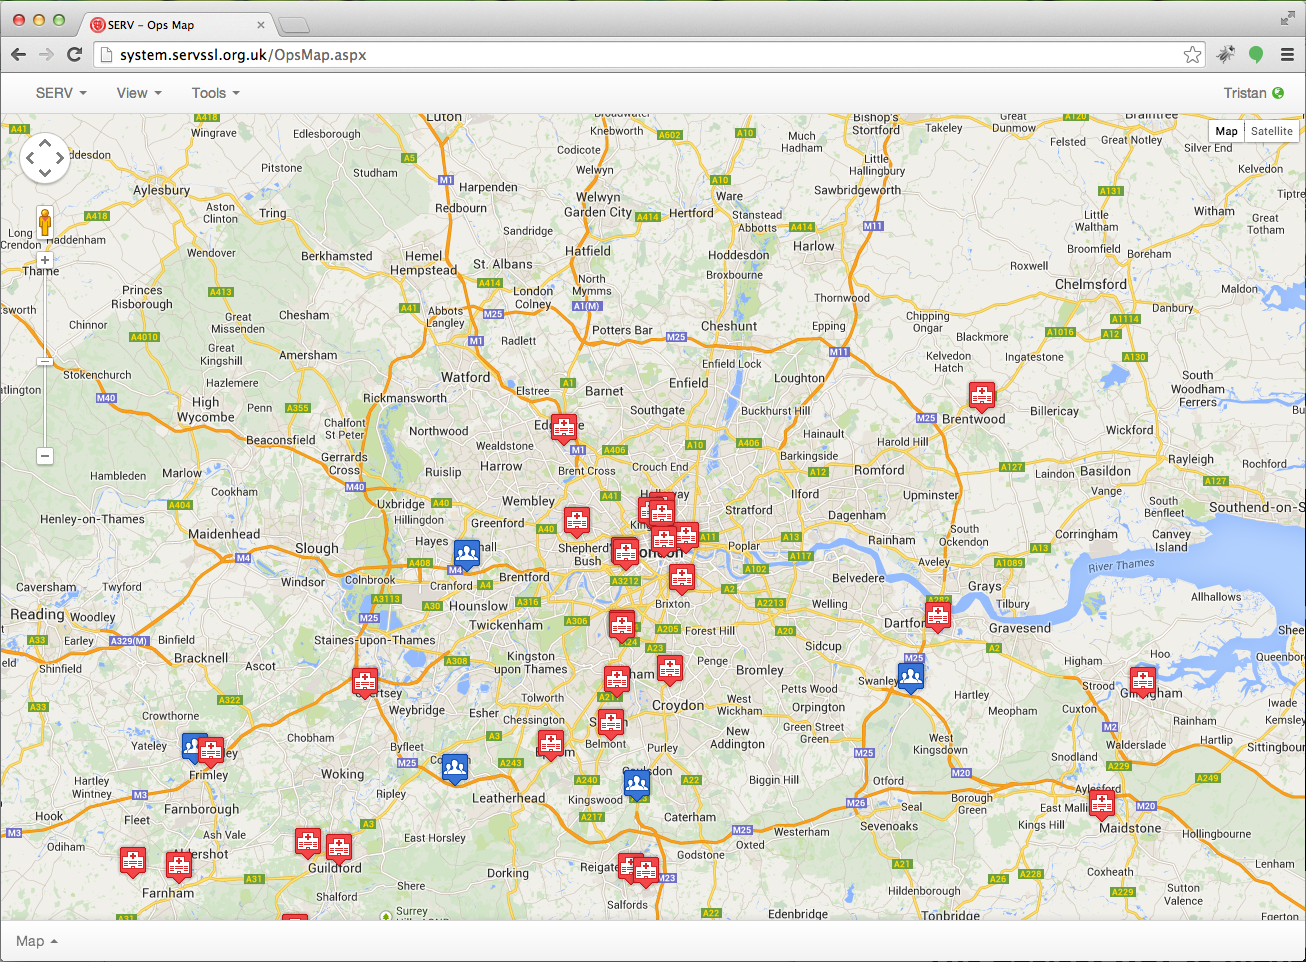 SERV – Ops Map
system.servssl.org.uk/OpsMap.aspx
SERV View Tools Tristan
Map Satellite
A41 A418 Luton Broadwater Bishop's Stortford Great Dunmow A120 Braintree
Wingrave Edlesborough Knebworth A602 A10 Much Hadham Takeley Felsted Great Notley
Pitstone A5 Codicote Little Hallingbury Silver End
Studham M1 Welwyn A10 Kelvedon
Aylesbury Harpenden Ware Sawbridgeworth A131 Tiptre
Aston Clinton Tring Redbourn Welwyn Garden City A414 Hertford Stanstead Abbotts A414 M11 Little Waltham Witham Great Totham
A418 Long Crendon Haddenham Sandridge Harlow Broomfield Boreham
Wendover Berkhamsted Hemel Hempstead St. Albans Hatfield Hoddesdon Roxwell
Thame A414 North Mymms Broxbourne Chelmsford
Princes Risborough A413 London Colney Thornwood Maldon
Chesham A41 Abbots Langley M25 A1(M) Chipping Ongar Danbury
Chinnor Great Missenden Potters Bar Cheshunt Epping A1114
A4010 M1 Radlett M25 M11 Blackmore A1016 A12
Great Kingshill Amersham Enfield Lock Kelvedon Hatch Ingatestone A130
Stokenchurch Hazlemere Watford Elstree A1 Barnet Enfield Loughton South Woodham Ferrers
M40 High Wycombe Penn A355 Rickmansworth Southgate Buckhurst Hill M25 Brentwood Billericay
Chalfont St Peter Northwood Hainault Wickford
Beaconsfield Wealdstone M1 A406 A10 A406 Harold Hill
Gerrards Cross Harrow Brent Cross Crouch End Barkingside Romford A127 Basildon Rayleigh Rochford
Hambleden Marlow M40 Ruislip A12 Laindon Vange A127
Cookham Uxbridge A40 Wembley A41 Ilford Upminster South Benfleet
A404 Hillingdon Greenford Stratford Dagenham Southend-on-S
Henley-on-Thames Maidenhead Hayes A40 A11 A13 Rainham South Ockendon Corringham Canvey Island
Slough A408 M4 Shepherd's Bush London Poplar A117 A13
M4 Colnbrook Cranford A4 Brentford A3212 A102 Aveley A1089 River Thames
Caversham Twyford Windsor A2 Belvedere Grays
Reading Woodley A3113 A30 Hounslow A316 Brixton A2213 Welling Tilbury Allhallows
M25 Twickenham A306 A205 Forest Hill A20 Dartford Gravesend
A33 Earley A329(M) Binfield Staines-upon-Thames A23 Sidcup A2
Shinfield Bracknell Ascot A308 Kingston upon Thames Penge Bromley M25 Higham Hoo
A322 Tolworth Petts Wood Swanley Hartley Strood Gillingham
A33 Weybridge Esher Chessington Croydon West Wickham Orpington Cuxton Iwade
Crowthorne Meopham Kemsley
Yateley Chobham Byfleet A3 Belmont Purley New Addington Green Street Green M2 Rainham
Frimley Woking M25 A243 M25 West Kingsdown Walderslade Hartlip Sittingbou
Hartley Wintney Ripley Leatherhead A240 Kingswood A22 Biggin Hill Otford M20 Snodland A229 A249
Hook M3 Farnborough A217 Caterham M26 Borough Green Aylesford M20
M3 Fleet Ash Vale A3 East Horsley M25 Westerham Seal Sevenoaks Kings Hill Maidstone Hollingbourne
Odiham Guildford Reigate Godstone Oxted Lenham
Farnham A31 Shere Dorking M23 A21 A26 A228 Coxheath
Shalford Salfords Hildenborough A229 Sutton Valence
A31 Surrey A22 Edenbridge Tonbridge Egerton
Map